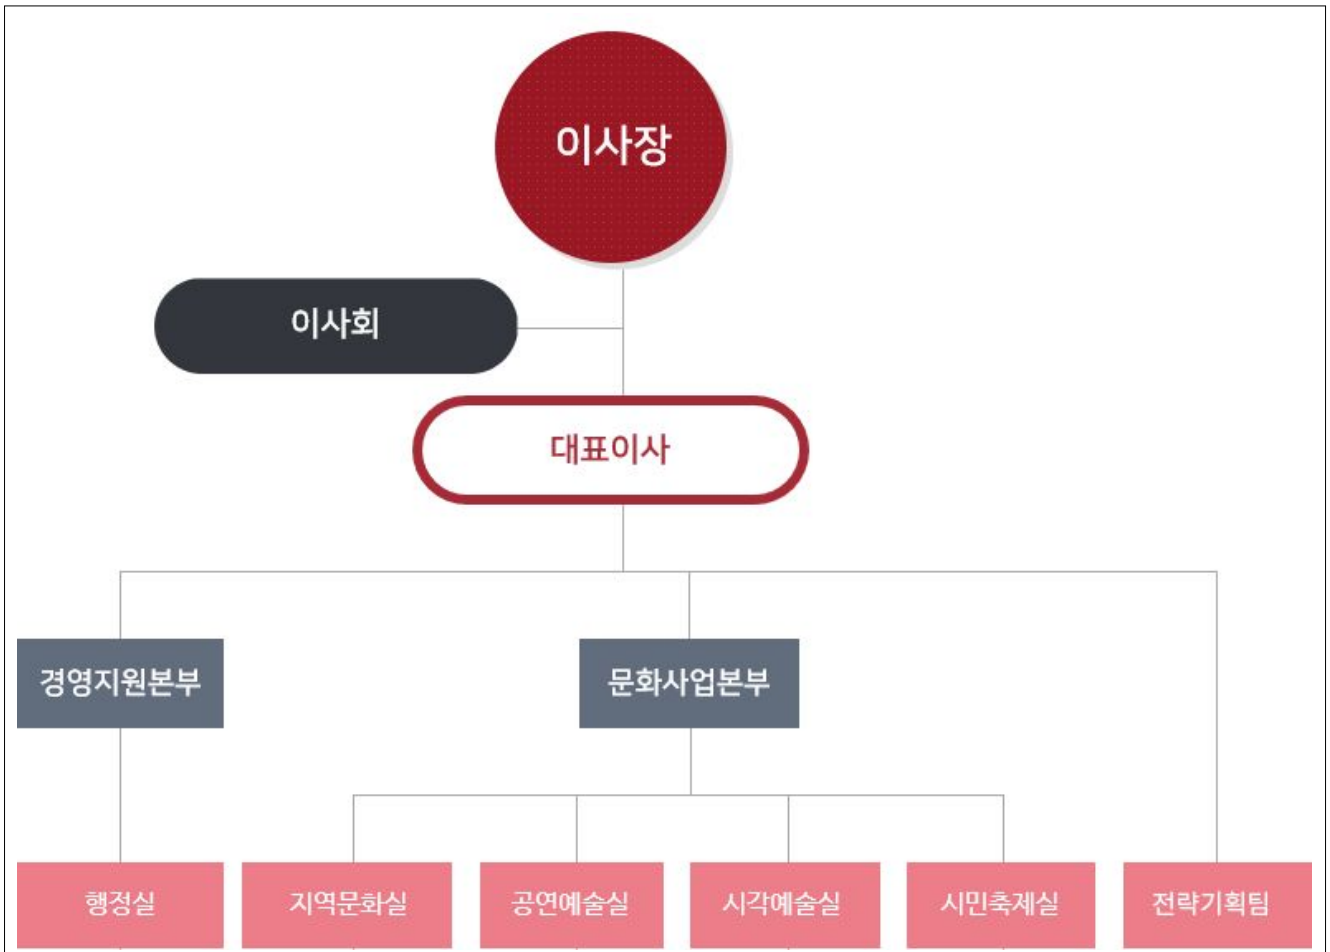 이사장
이사회
대표이사
경영지원본부
문화사업본부
행정실
지역문화실
공연예술실
시각예술실
시민축제실
전략기획팀